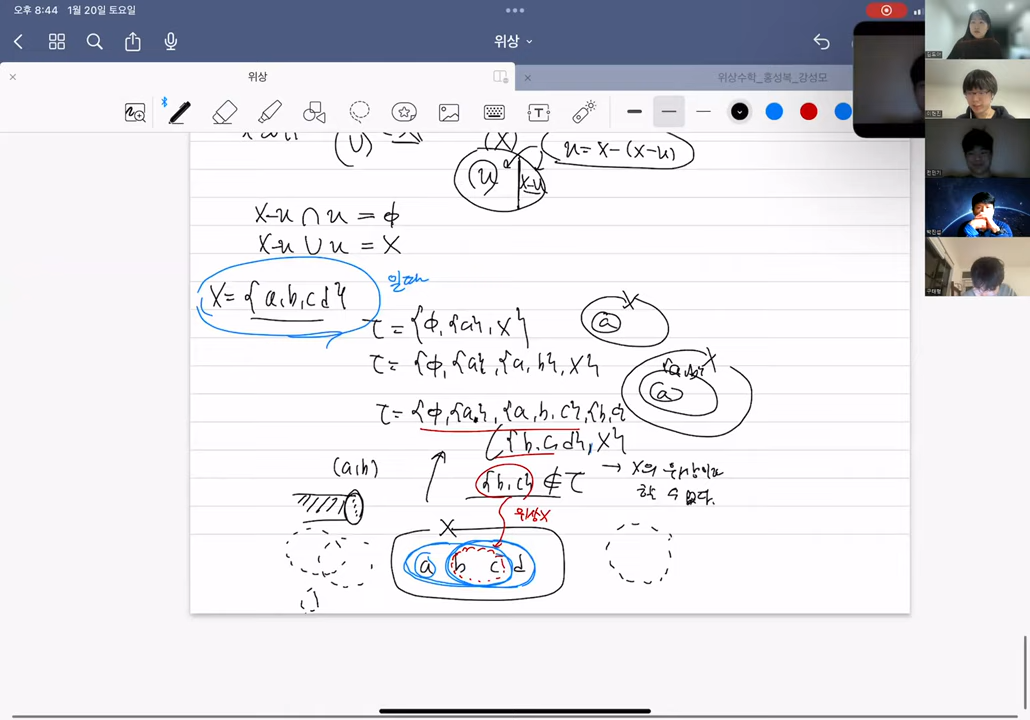 오후 8:44 1월 20일 토요일
위상
위상
위상수학_홍성복_강성모
(U)
(X)
U = X-(X-U)
(U) X-U
X-U ∩ U = ϕ
X-U ∪ U = X
X = { a, b, c d } 일때
τ = {ϕ, {a}, X}
X
a
τ = {ϕ, {a}, {a, b}, X}
{a, b} X
a
τ = {ϕ, {a}, {a, b, c}, {b, c}
({b, c, d}, X}
{b, c} ∉ τ → X의 위상이라
할 수 없다.
(a, b)
위상X
X
a b c d
T